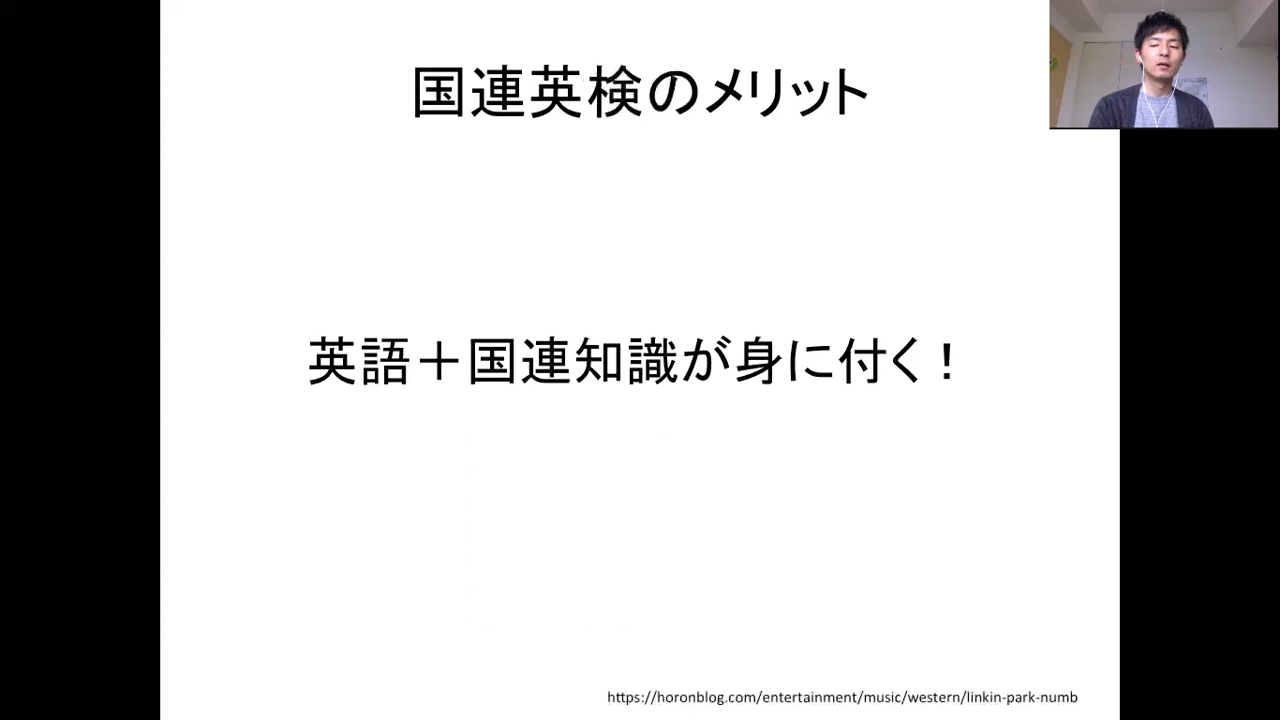 国連英検のメリット
英語＋国連知識が身に付く！
https://horonblog.com/entertainment/music/western/linkin-park-numb